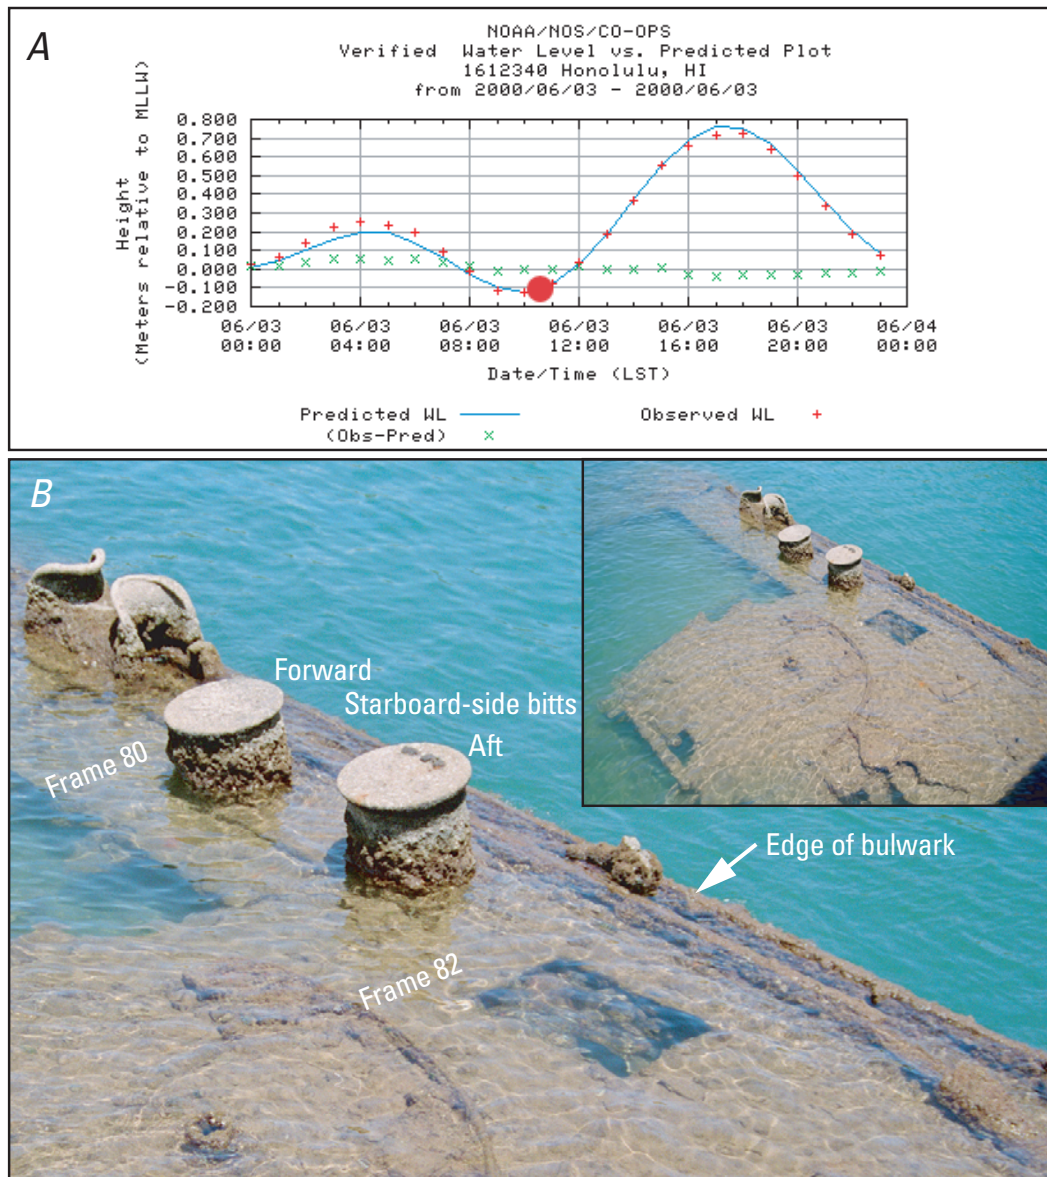 A
NOAA/NOS/CO-OPS
Verified Water Level vs. Predicted Plot
1612340 Honolulu, HI
from 2000/06/03 - 2000/06/03
Height
(Meters relative to MLLW)
0.800
0.700
0.600
0.500
0.400
0.300
0.200
0.100
0.000
-0.100
-0.200
06/03 06/03 06/03 06/03 06/03 06/03 06/04
00:00 04:00 08:00 12:00 16:00 20:00 00:00
Date/Time (LST)
Predicted WL Observed WL +
(Obs-Pred) ×
B
Forward
Starboard-side bitts
Aft
Frame 80
Edge of bulwark
Frame 82